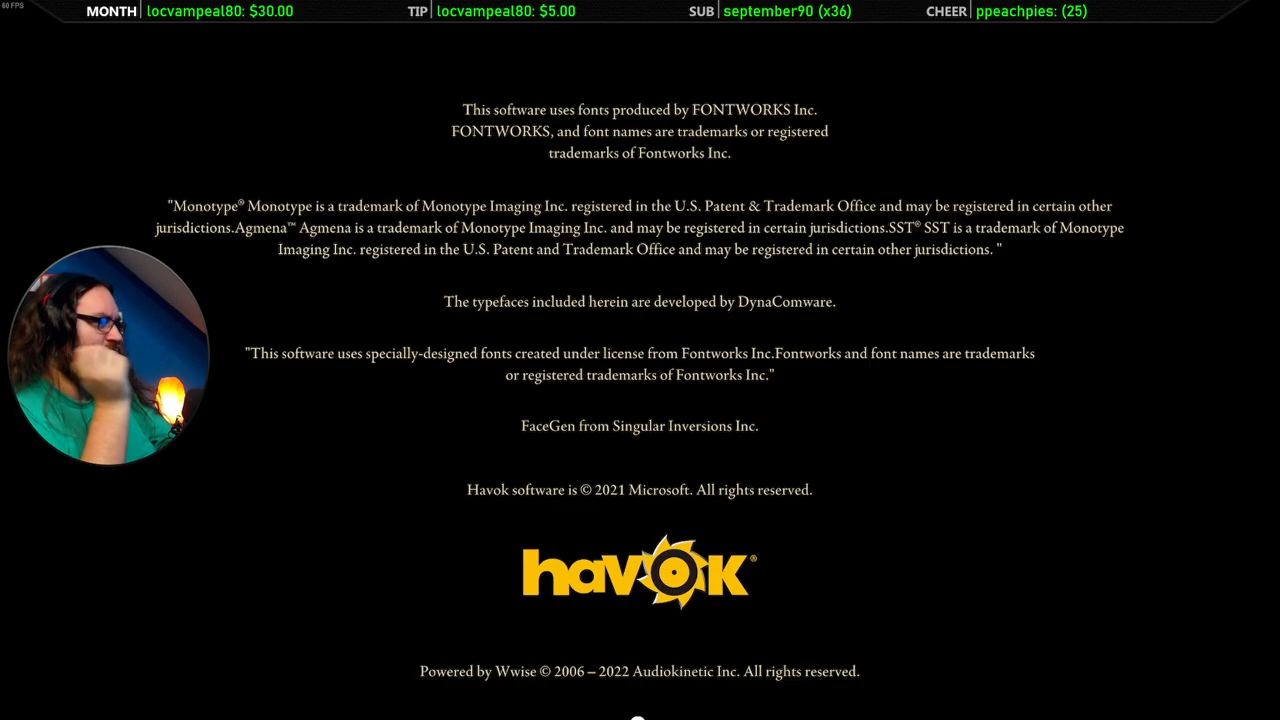 60 FPS
MONTH locvampeal80: $30.00 TIP locvampeal80: $5.00 SUB september90 (x36) CHEER ppeachpies: (25)
This software uses fonts produced by FONTWORKS Inc.
FONTWORKS, and font names are trademarks or registered
trademarks of Fontworks Inc.
"Monotype® Monotype is a trademark of Monotype Imaging Inc. registered in the U.S. Patent & Trademark Office and may be registered in certain other
jurisdictions.Agmena™ Agmena is a trademark of Monotype Imaging Inc. and may be registered in certain jurisdictions.SST® SST is a trademark of Monotype
Imaging Inc. registered in the U.S. Patent and Trademark Office and may be registered in certain other jurisdictions. "
The typefaces included herein are developed by DynaComware.
"This software uses specially-designed fonts created under license from Fontworks Inc.Fontworks and font names are trademarks
or registered trademarks of Fontworks Inc."
FaceGen from Singular Inversions Inc.
Havok software is © 2021 Microsoft. All rights reserved.
havok®
Powered by Wwise © 2006 – 2022 Audiokinetic Inc. All rights reserved.